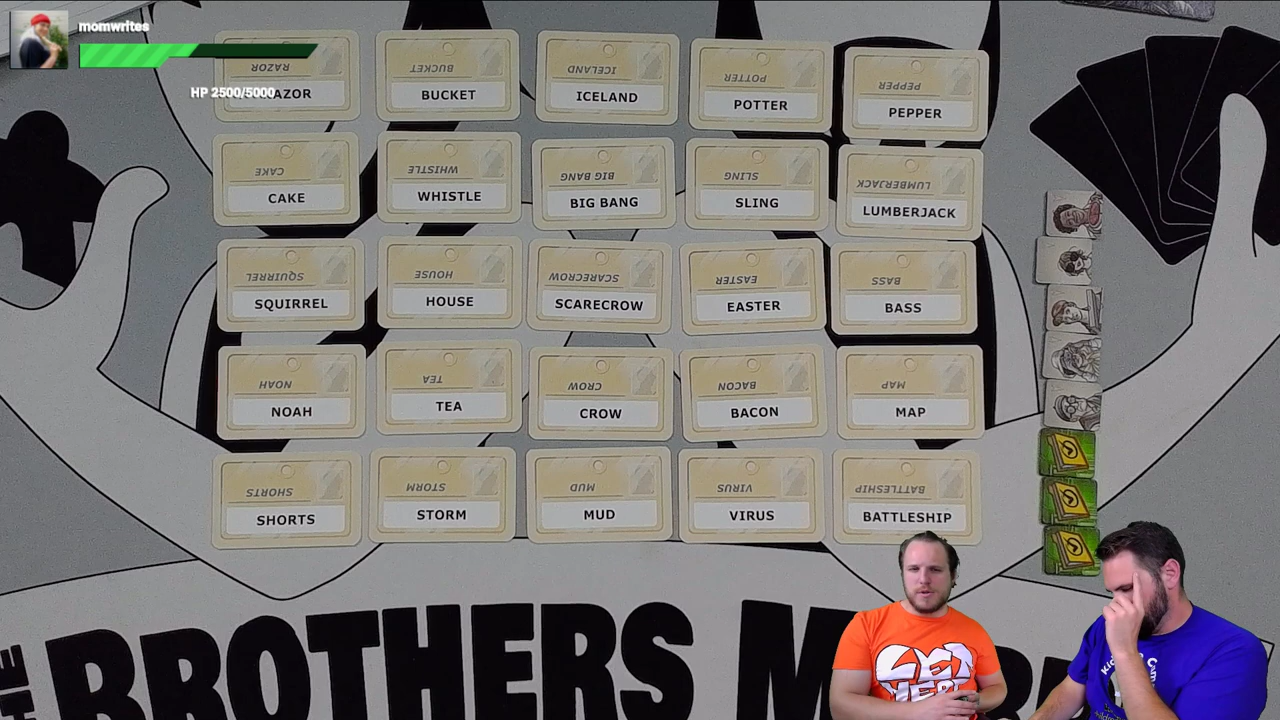 momwrites
HP 2500/5000
RAZOR
AZOR
BUCKET
BUCKET
ICELAND
ICELAND
POTTER
POTTER
PEPPER
PEPPER
CAKE
CAKE
WHISTLE
WHISTLE
BIG BANG
BIG BANG
SLING
SLING
LUMBERJACK
LUMBERJACK
SQUIRREL
SQUIRREL
HOUSE
HOUSE
SCARECROW
SCARECROW
EASTER
EASTER
BASS
BASS
NOAH
NOAH
TEA
TEA
CROW
CROW
BACON
BACON
MAP
MAP
SHORTS
SHORTS
STORM
STORM
MUD
MUD
VIRUS
VIRUS
BATTLESHIP
BATTLESHIP
THE BROTHERS M